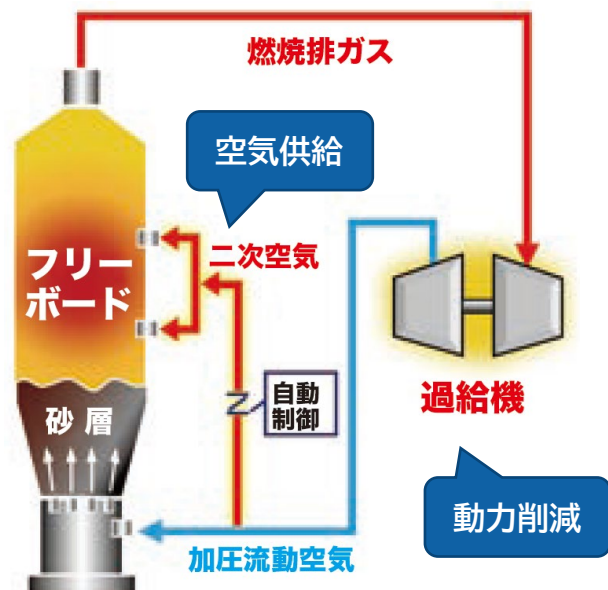 燃焼排ガス
空気供給
二次空気
フリー
ボード
自動
制御
過給機
砂層
動力削減
加圧流動空気